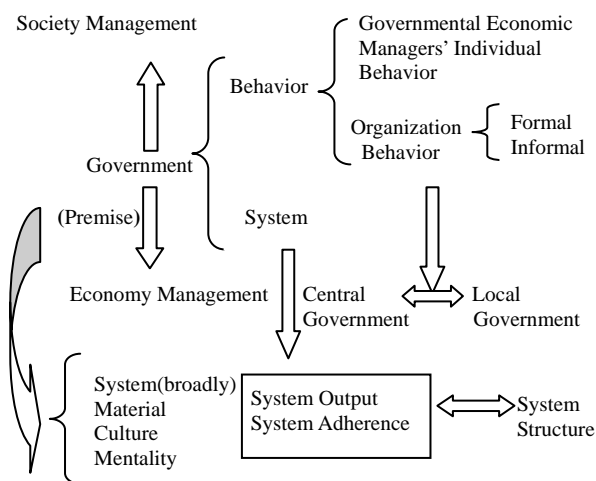 Society Management
Governmental Economic
Managers' Individual
Behavior
Behavior
Organization
Behavior
Formal
Informal
Government
(Premise)
System
Economy Management
Central
Government
Local
Government
System(broadly)
Material
Culture
Mentality
System Output
System Adherence
System
Structure